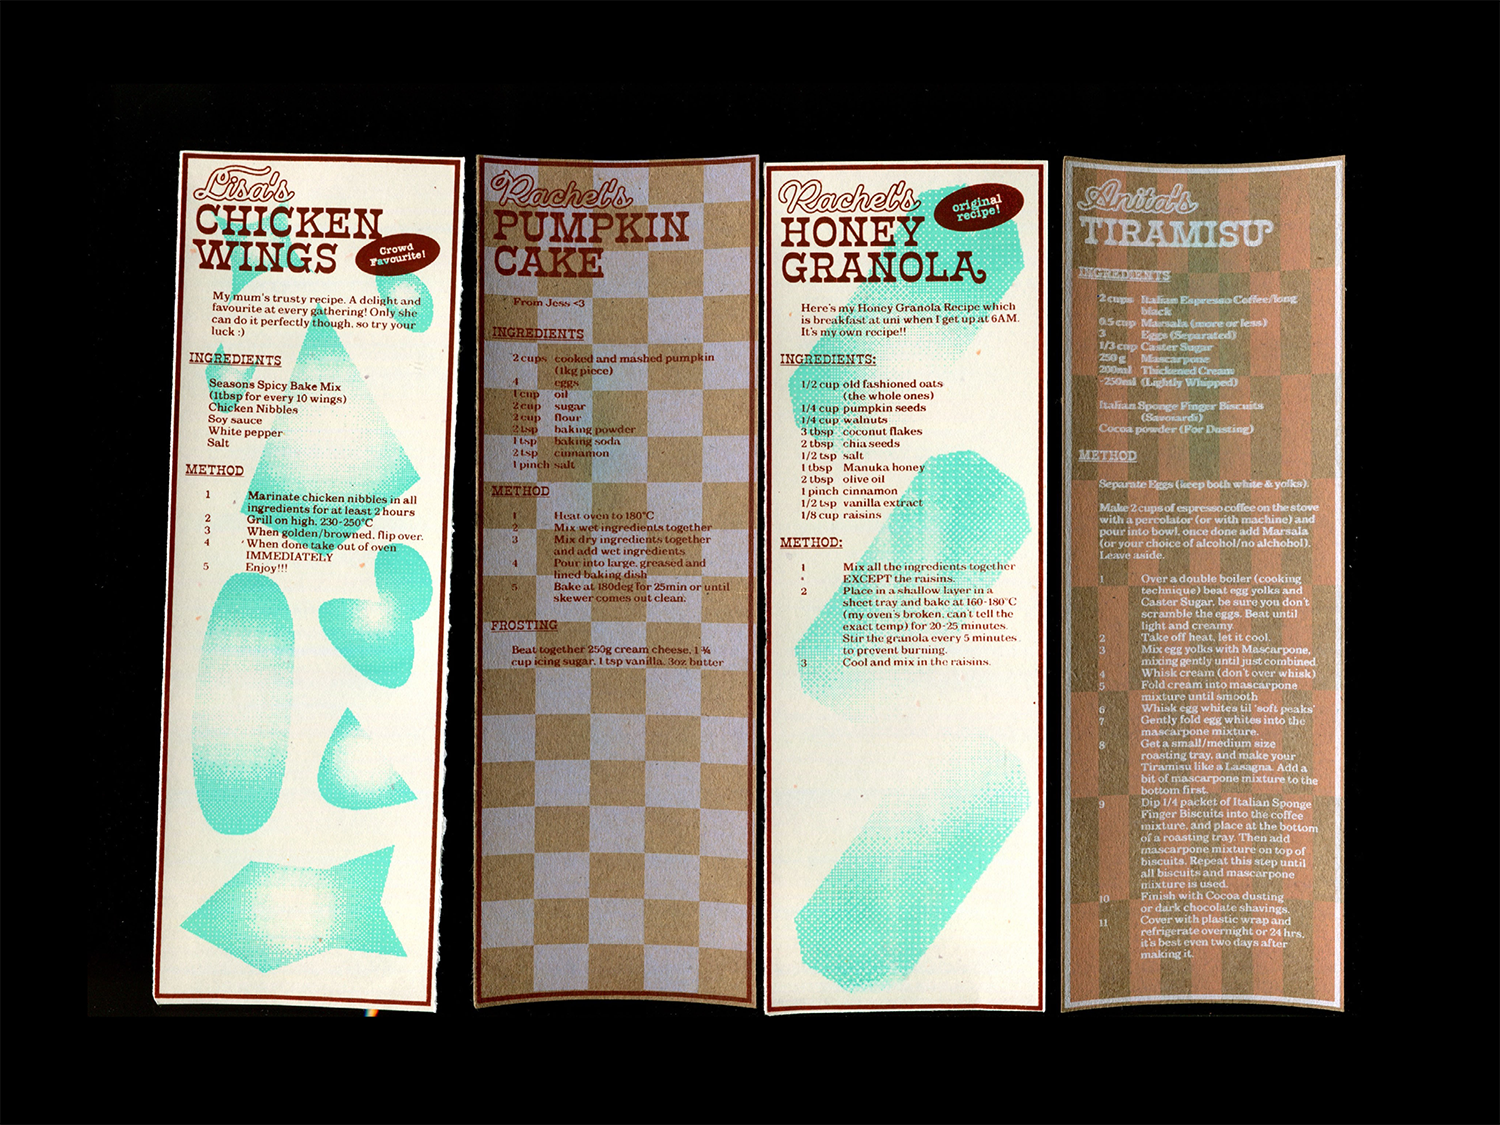 Lisa's
CHICKEN
WINGS
Crowd
Favourite!
My mum's trusty recipe. A delight and
favourite at every gathering! Only she
can do it perfectly though, so try your
luck :)
INGREDIENTS
Seasons Spicy Bake Mix
(1tbsp for every 10 wings)
Chicken Nibbles
Soy sauce
White pepper
Salt
METHOD
1 Marinate chicken nibbles in all
ingredients for at least 2 hours
2 Grill on high, 230-250°C
3 When golden/browned, flip over.
4 When done take out of oven
IMMEDIATELY
5 Enjoy!!!
Rachel's
PUMPKIN
CAKE
From Jess <3
INGREDIENTS
2 cups cooked and mashed pumpkin
(1kg piece)
4 eggs
1 cup oil
2 cup sugar
2 cup flour
2 tsp baking powder
1 tsp baking soda
2 tsp cinnamon
1 pinch salt
METHOD
1 Heat oven to 180°C
2 Mix wet ingredients together
3 Mix dry ingredients together
and add wet ingredients
4 Pour into large, greased and
lined baking dish
5 Bake at 180deg for 25min or until
skewer comes out clean.
FROSTING
Beat together 250g cream cheese, 1 ¾
cup icing sugar, 1 tsp vanilla, 3oz butter
Rachel's
HONEY
GRANOLA
original
recipe!
Here's my Honey Granola Recipe which
is breakfast at uni when I get up at 6AM.
It's my own recipe!!
INGREDIENTS:
1/2 cup old fashioned oats
(the whole ones)
1/4 cup pumpkin seeds
1/4 cup walnuts
3 tbsp coconut flakes
2 tbsp chia seeds
1/2 tsp salt
1 tbsp Manuka honey
2 tbsp olive oil
1 pinch cinnamon
1/2 tsp vanilla extract
1/8 cup raisins
METHOD:
1 Mix all the ingredients together
EXCEPT the raisins.
2 Place in a shallow layer in a
sheet tray and bake at 160-180°C
(my oven's broken, can't tell the
exact temp) for 20-25 minutes.
Stir the granola every 5 minutes
to prevent burning.
3 Cool and mix in the raisins.
Anita's
TIRAMISU
INGREDIENTS
2 cups Italian Espresso Coffee/long
black
0.5 cup Marsala (more or less)
3 Eggs (Separated)
1/3 cup Caster Sugar
250 g Mascarpone
200ml Thickened Cream
-250ml (Lightly Whipped)
Italian Sponge Finger Biscuits
(Savoiardi)
Cocoa powder (For Dusting)
METHOD
Separate Eggs (keep both white & yolks).
Make 2 cups of espresso coffee on the stove
with a percolator (or with machine) and
pour into bowl, once done add Marsala
(or your choice of alcohol/no alchohol).
Leave aside.
1 Over a double boiler (cooking
technique) beat egg yolks and
Caster Sugar, be sure you don't
scramble the eggs. Beat until
light and creamy.
2 Take off heat, let it cool.
3 Mix egg yolks with Mascarpone,
mixing gently until just combined.
4 Whisk cream (don't over whisk)
5 Fold cream into mascarpone
mixture until smooth
6 Whisk egg whites til 'soft peaks'
7 Gently fold egg whites into the
mascarpone mixture.
8 Get a small/medium size
roasting tray, and make your
Tiramisu like a Lasagna. Add a
bit of mascarpone mixture to the
bottom first.
9 Dip 1/4 packet of Italian Sponge
Finger Biscuits into the coffee
mixture, and place at the bottom
of a roasting tray. Then add
mascarpone mixture on top of
biscuits. Repeat this step until
all biscuits and mascarpone
mixture is used.
10 Finish with Cocoa dusting
or dark chocolate shavings.
11 Cover with plastic wrap and
refrigerate overnight or 24 hrs,
it's best even two days after
making it.